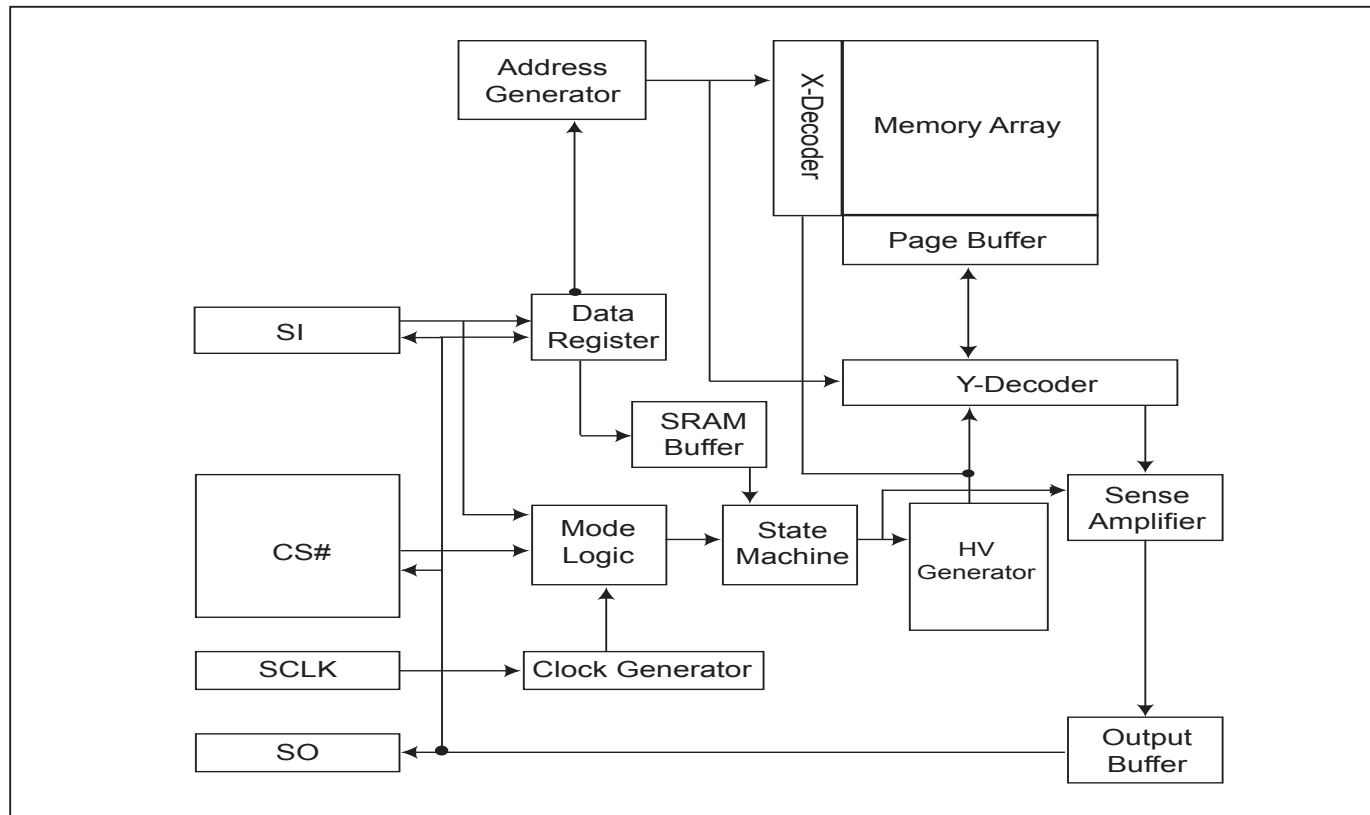 Address
Generator
X-Decoder
Memory Array
Page Buffer
SI
Data
Register
Y-Decoder
SRAM
Buffer
CS#
Mode
Logic
State
Machine
HV
Generator
Sense
Amplifier
SCLK
Clock Generator
SO
Output
Buffer